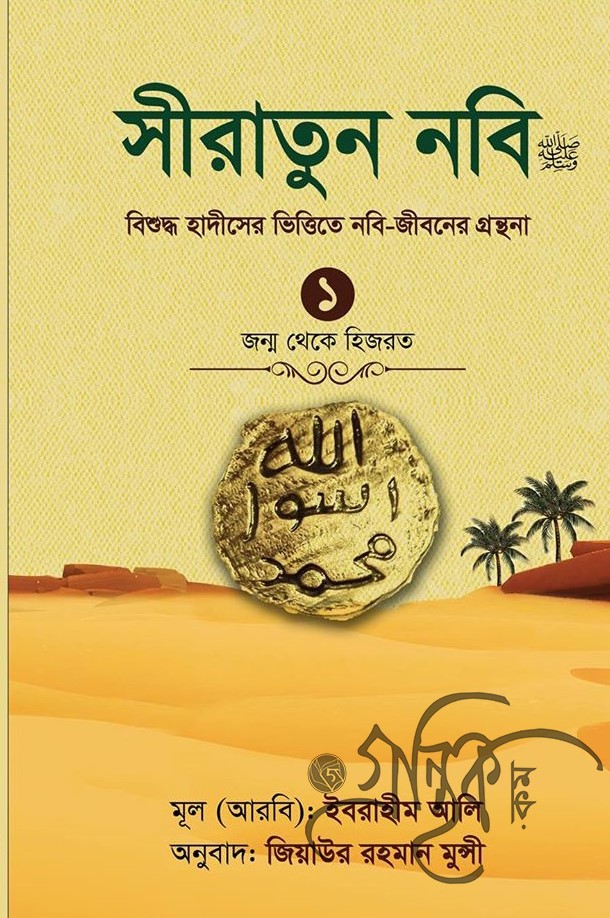 সীরাতুন নবি ﷺ
বিশুদ্ধ হাদীসের ভিত্তিতে নবি-জীবনের গ্রন্থনা
১
জন্ম থেকে হিজরত
الله
رسول
محمد
মূল (আরবি): ইবরাহীম আলি
অনুবাদ: জিয়াউর রহমান মুন্সী